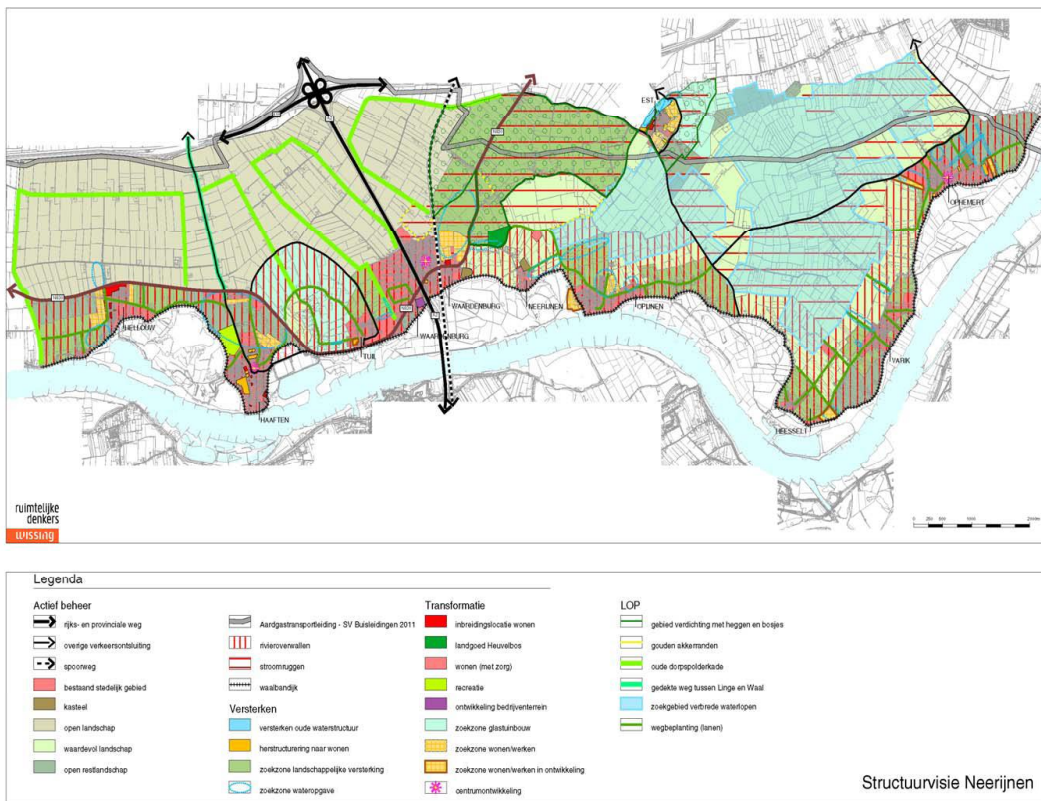 EST
OPHEMERT
HELLOUW
TUIL
WAARDENBURG
WAARDENBURG
NEERIJNEN
OPIJNEN
VARIK
HAAFTEN
HEESSELT
ruimtelijke
denkers
wissing
Legenda
Actief beheer
rijks- en provinciale weg
overige verkeersontsluiting
spoorweg
bestaand stedelijk gebied
kasteel
open landschap
waardevol landschap
open restlandschap
Aardgastransportleiding - SV Buisleidingen 2011
rivieroverwallen
stroomruggen
waalbandijk
Versterken
versterken oude waterstructuur
herstructurering naar wonen
zoekzone landschappelijke versterking
zoekzone wateropgave
Transformatie
inbreidingslocatie wonen
landgoed Heuvelbos
wonen (met zorg)
recreatie
ontwikkeling bedrijventerrein
zoekzone glastuinbouw
zoekzone wonen/werken
zoekzone wonen/werken in ontwikkeling
centrumontwikkeling
LOP
gebied verdichting met heggen en bosjes
gouden akkerranden
oude dorpspolderkade
gedekte weg tussen Linge en Waal
zoekgebied verbrede waterlopen
wegbeplanting (lanen)
Structuurvisie Neerijnen